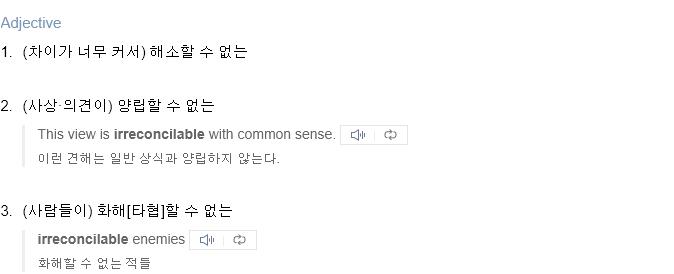 Adjective
1. (차이가 너무 커서) 해소할 수 없는
2. (사상·의견이) 양립할 수 없는
This view is irreconcilable with common sense.
이런 견해는 일반 상식과 양립하지 않는다.
3. (사람들이) 화해[타협]할 수 없는
irreconcilable enemies
화해할 수 없는 적들